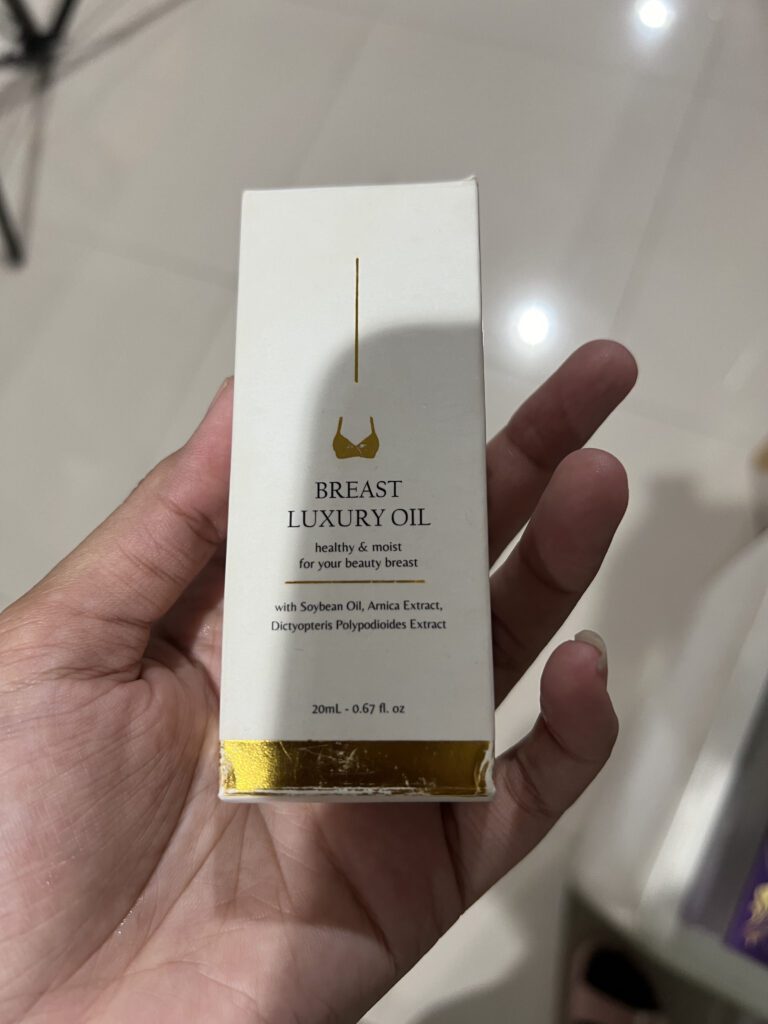 BREAST
LUXURY OIL
healthy & moist
for your beauty breast
with Soybean Oil, Arnica Extract,
Dictyopteris Polypodioides Extract
20mL - 0.67 fl. oz